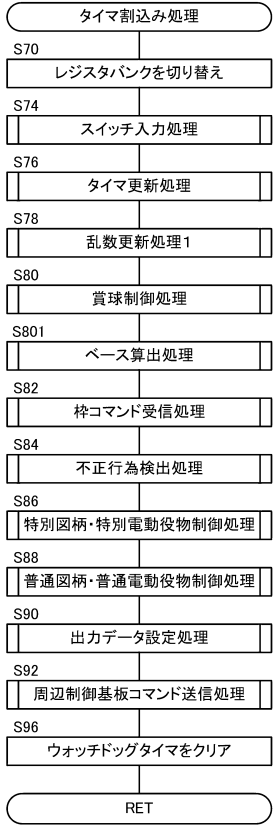 タイマ割込み処理
S70
レジスタバンクを切り替え
S74
スイッチ入力処理
S76
タイマ更新処理
S78
乱数更新処理1
S80
賞球制御処理
S801
ベース算出処理
S82
枠コマンド受信処理
S84
不正行為検出処理
S86
特別図柄・特別電動役物制御処理
S88
普通図柄・普通電動役物制御処理
S90
出力データ設定処理
S92
周辺制御基板コマンド送信処理
S96
ウォッチドッグタイマをクリア
RET